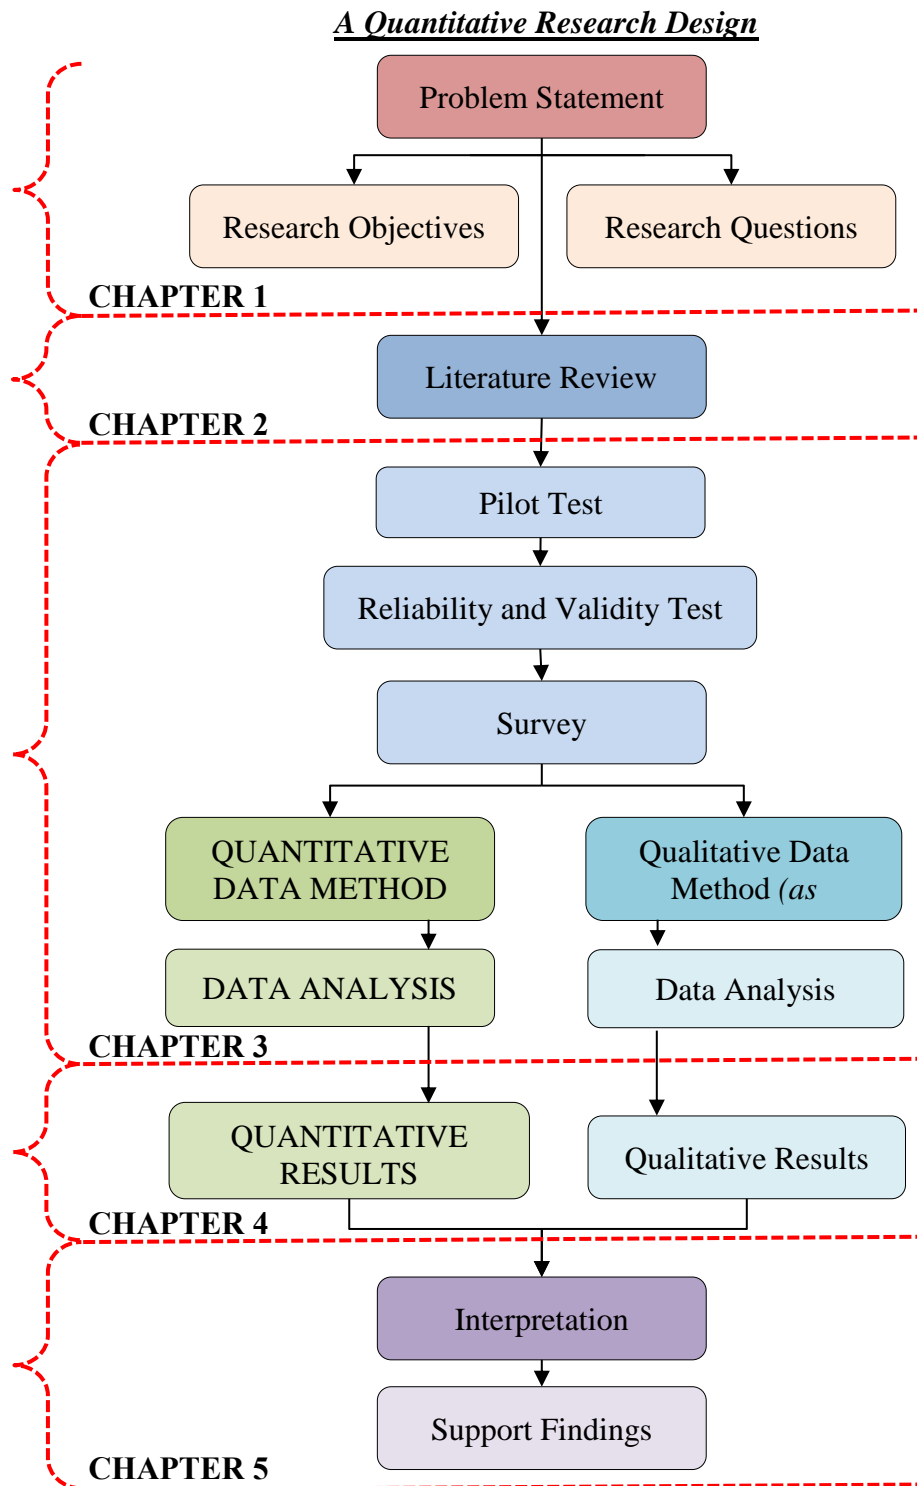 A Quantitative Research Design
Problem Statement
Research Objectives
Research Questions
CHAPTER 1
Literature Review
CHAPTER 2
Pilot Test
Reliability and Validity Test
Survey
QUANTITATIVE
DATA METHOD
Qualitative Data
Method (as
DATA ANALYSIS
Data Analysis
CHAPTER 3
QUANTITATIVE
RESULTS
Qualitative Results
CHAPTER 4
Interpretation
Support Findings
CHAPTER 5